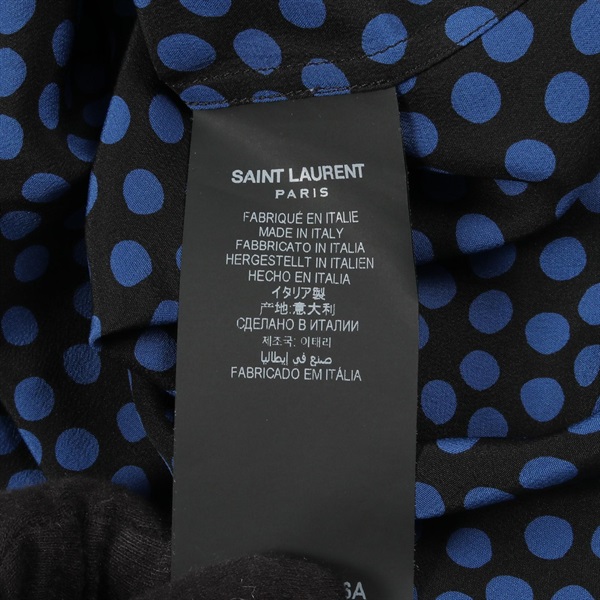 SAINT LAURENT
PARIS
FABRIQUÉ EN ITALIE
MADE IN ITALY
FABBRICATO IN ITALIA
HERGESTELLT IN ITALIEN
HECHO EN ITALIA
イタリア製
产地:意大利
СДЕЛАНО В ИТАЛИИ
제조국: 이태리
صنع في إيطاليا
FABRICADO EM ITÁLIA